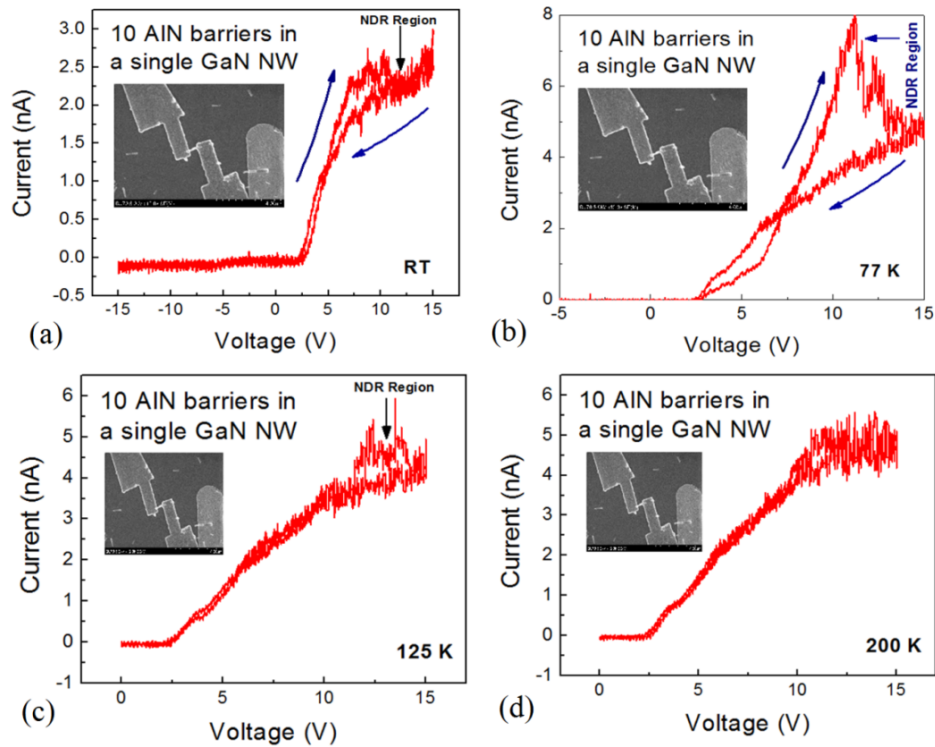 10 AlN barriers in
a single GaN NW
NDR Region
Current (nA)
3.0
2.5
2.0
1.5
1.0
0.5
0.0
-0.5
-15 -10 -5 0 5 10 15
Voltage (V)
RT
(a)
10 AlN barriers in
a single GaN NW
NDR Region
Current (nA)
8
6
4
2
0
-5 0 5 10 15
Voltage (V)
77 K
(b)
10 AlN barriers in
a single GaN NW
NDR Region
Current (nA)
6
5
4
3
2
1
0
-1
0 5 10 15
Voltage (V)
125 K
(c)
10 AlN barriers in
a single GaN NW
Current (nA)
6
5
4
3
2
1
0
-1
0 5 10 15
Voltage (V)
200 K
(d)